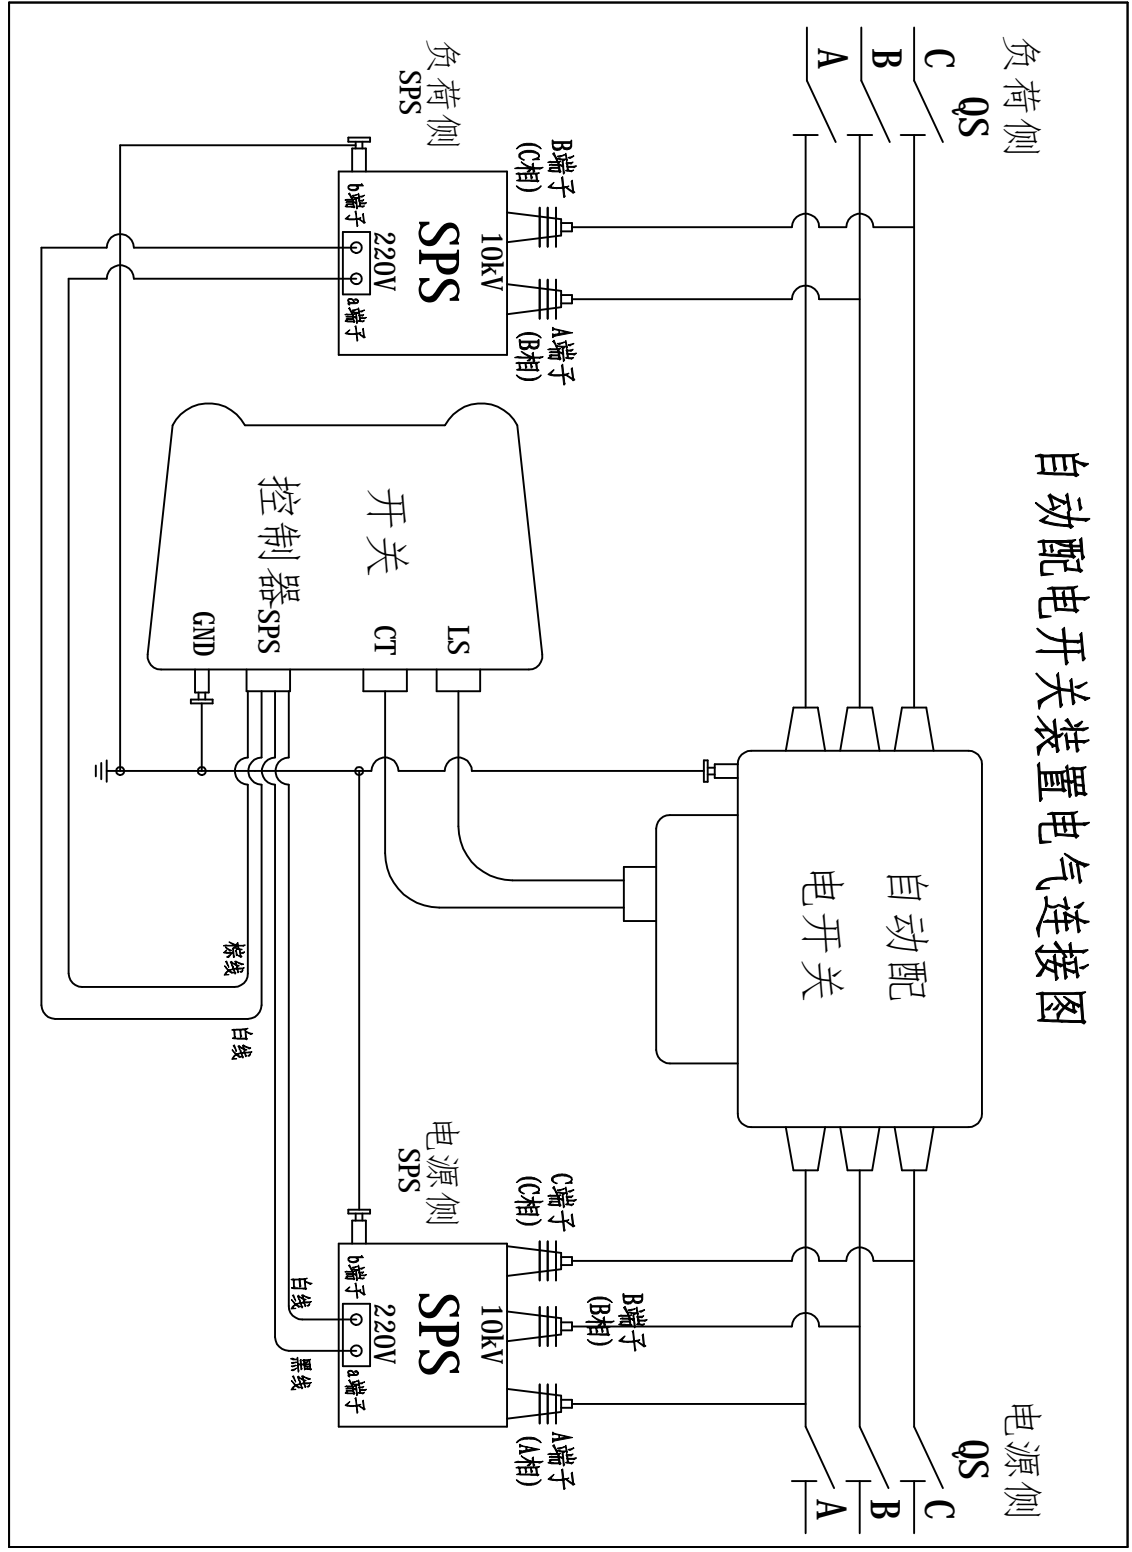 自动配电开关装置电气连接图
负荷侧
QS
C
B
A
电源侧
QS
C
B
A
自动配
电开关
B端子
(C相)
A端子
(B相)
10kV
SPS
220V
b端子
a端子
负荷侧
SPS
开关
控制器
LS
CT
SPS
GND
棕线
白线
白线
黑线
C端子
(C相)
B端子
(B相)
A端子
(A相)
10kV
SPS
220V
b端子
a端子
电源侧
SPS